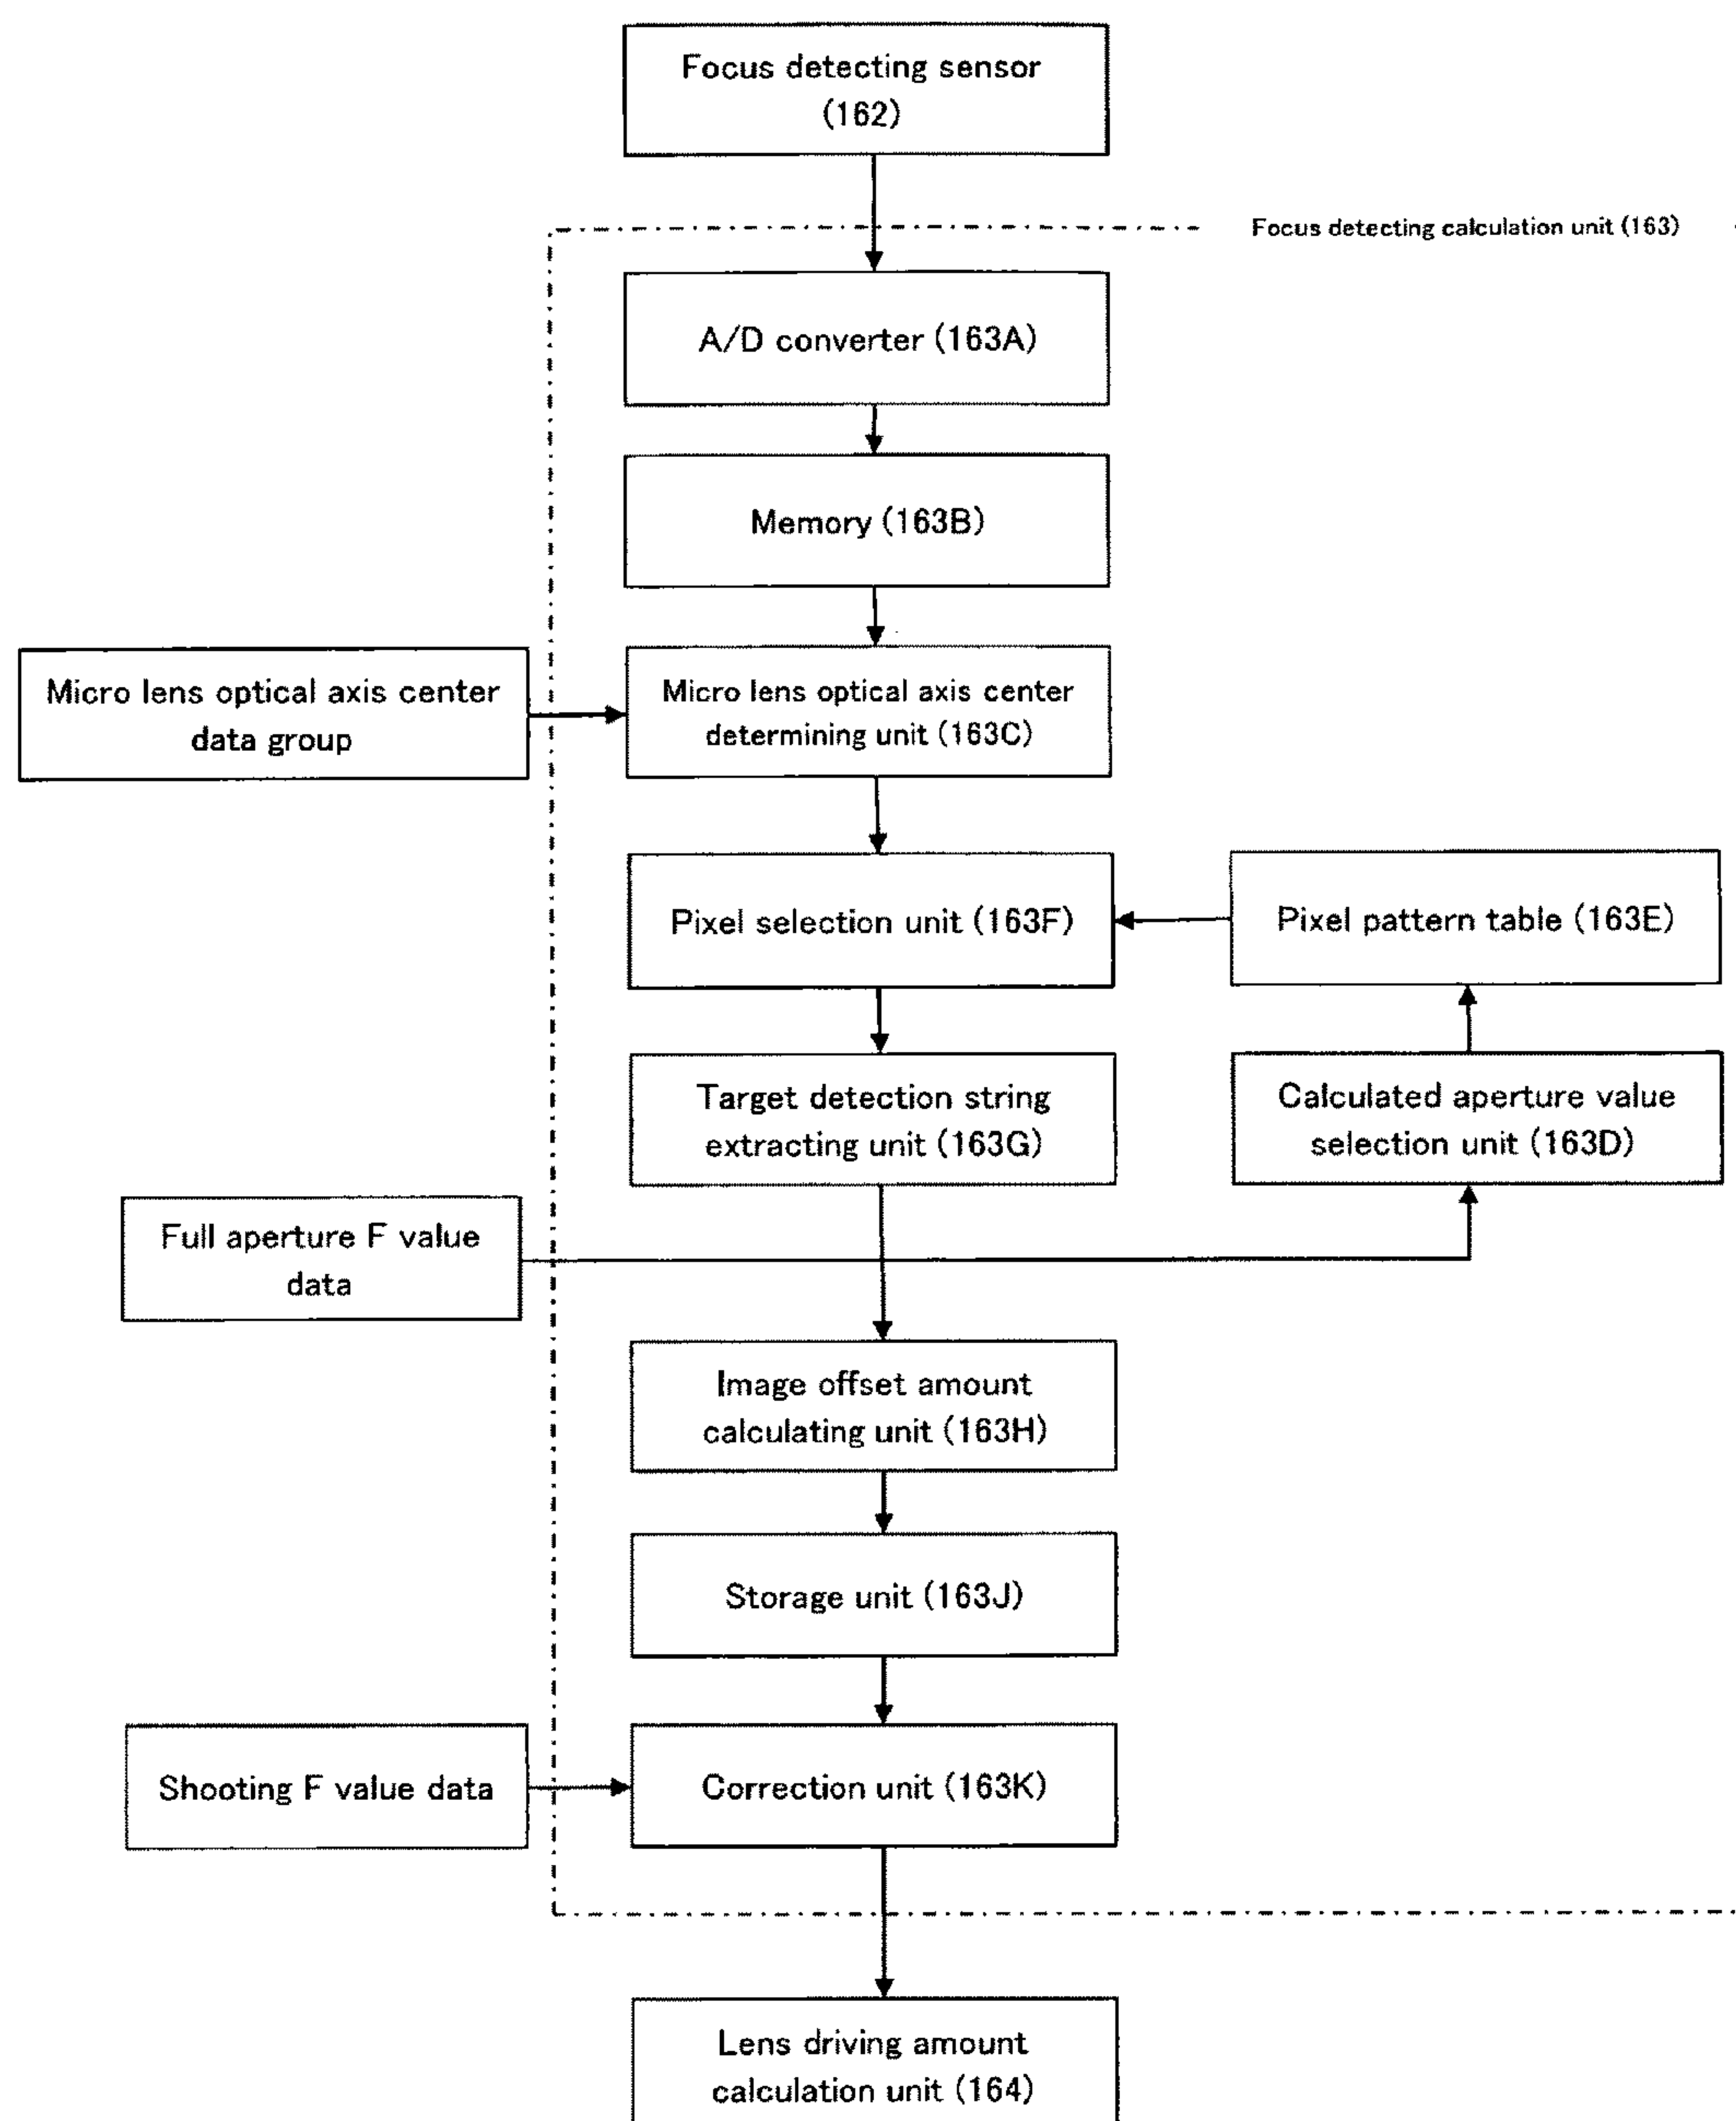 Focus detecting sensor
(162)
Focus detecting calculation unit (163)
A/D converter (163A)
Memory (163B)
Micro lens optical axis center
data group
Micro lens optical axis center
determining unit (163C)
Pixel selection unit (163F)
Pixel pattern table (163E)
Target detection string
extracting unit (163G)
Calculated aperture value
selection unit (163D)
Full aperture F value
data
Image offset amount
calculating unit (163H)
Storage unit (163J)
Shooting F value data
Correction unit (163K)
Lens driving amount
calculation unit (164)